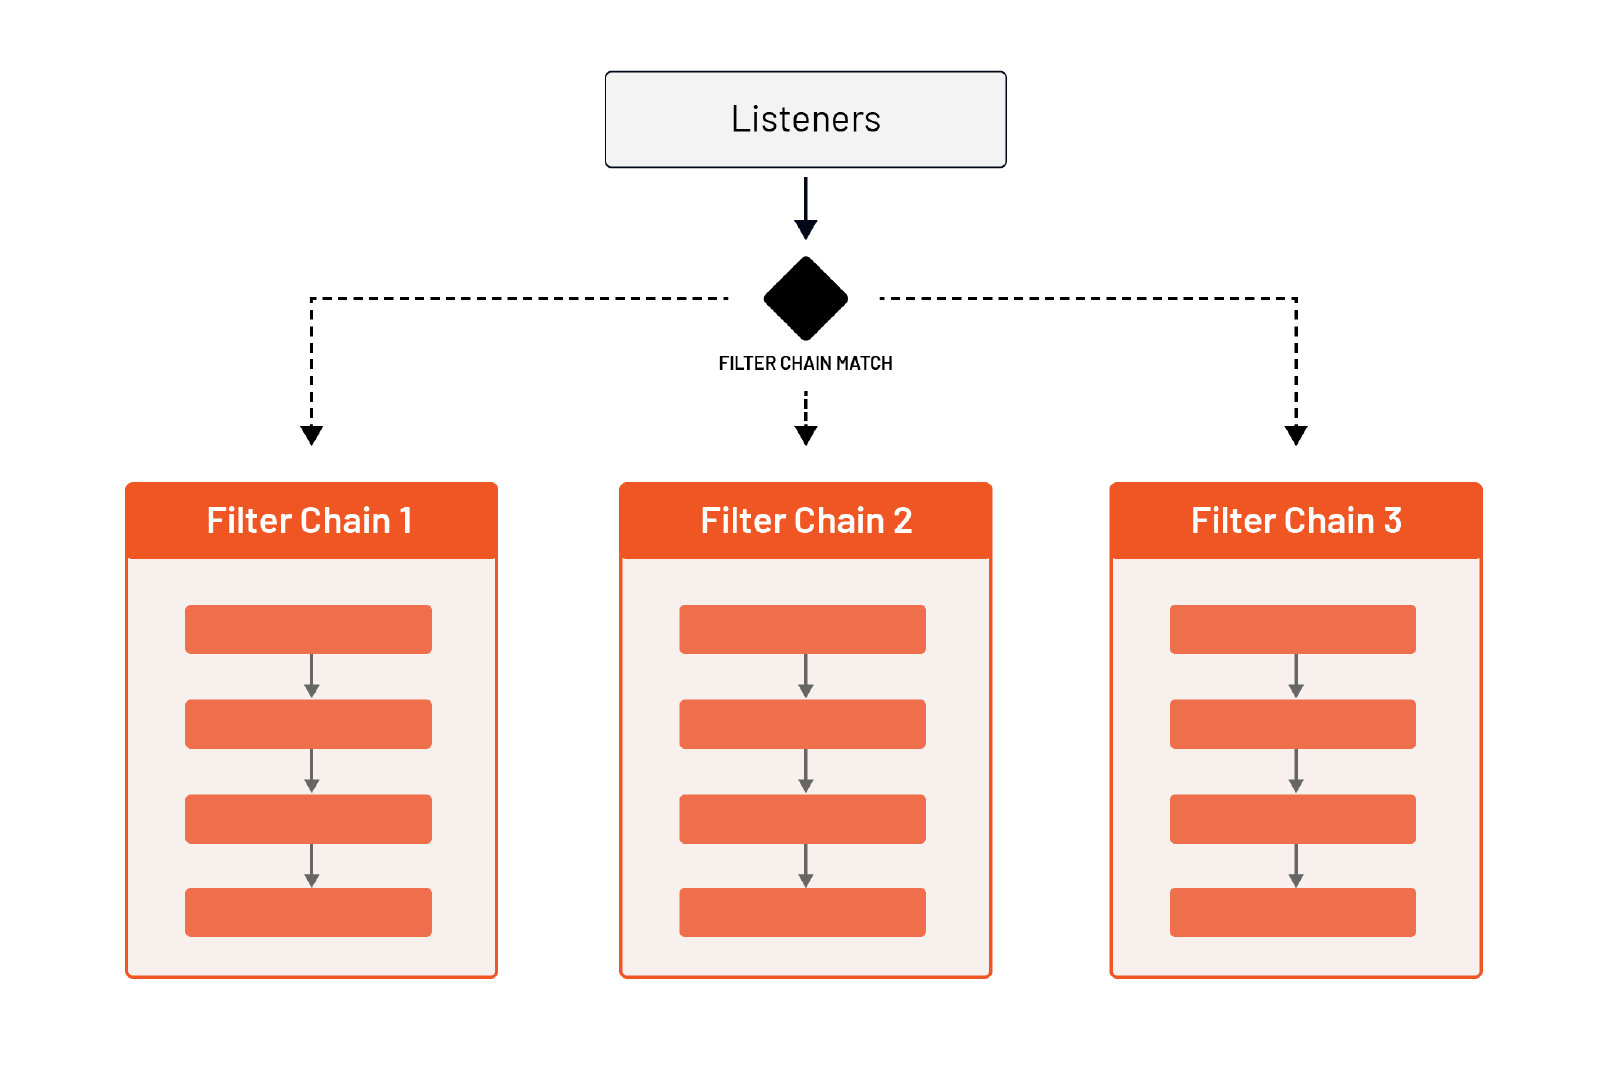 Listeners
FILTER CHAIN MATCH
Filter Chain 1
Filter Chain 2
Filter Chain 3